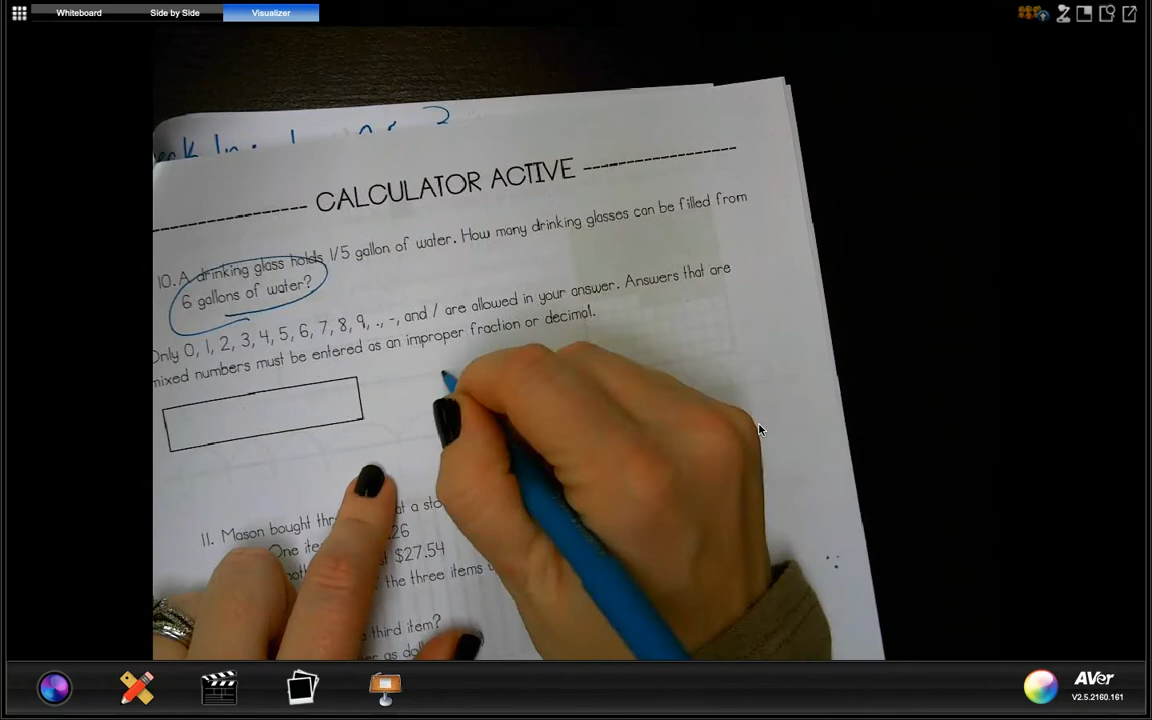 Whiteboard Side by Side Visualizer
CALCULATOR ACTIVE
10. A drinking glass holds 1/5 gallon of water. How many drinking glasses can be filled from
6 gallons of water?
Only 0, 1, 2, 3, 4, 5, 6, 7, 8, 9, ., -, and / are allowed in your answer. Answers that are
mixed numbers must be entered as an improper fraction or decimal.
11. Mason bought at a
One .26
$27.54
the three items
third item?
as
AVer
V2.5.2160.161